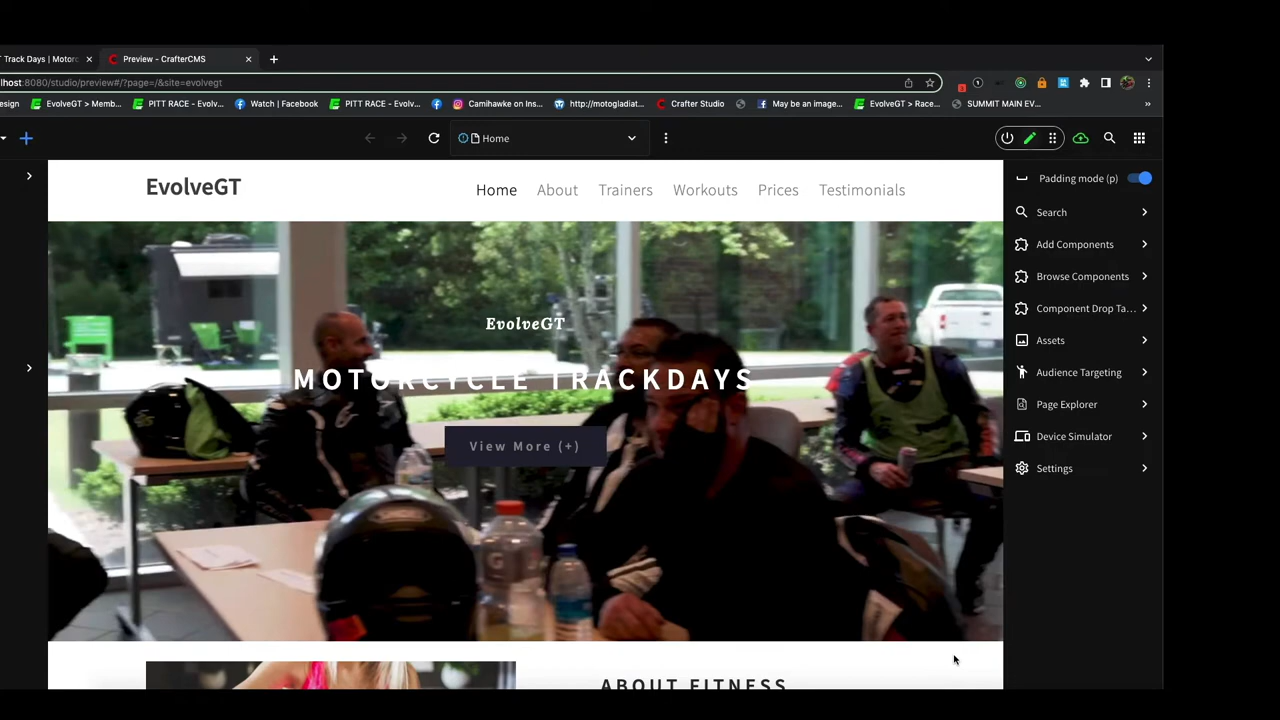 T Track Days | Motorc
Preview - CrafterCMS
lhost:8080/studio/preview#/?page=/&site=evolvegt
esign
EvolveGT > Memb...
PITT RACE - Evolv...
Watch | Facebook
PITT RACE - Evolv...
Camihawke on Ins...
http://motogladiat...
Crafter Studio
May be an image...
EvolveGT > Race...
SUMMIT MAIN EV...
»
Home
EvolveGT
Home About Trainers Workouts Prices Testimonials
EvolveGT
MOTORCYCLE TRACKDAYS
View More (+)
ABOUT FITNESS
Padding mode (p)
Search
Add Components
Browse Components
Component Drop Ta...
Assets
Audience Targeting
Page Explorer
Device Simulator
Settings